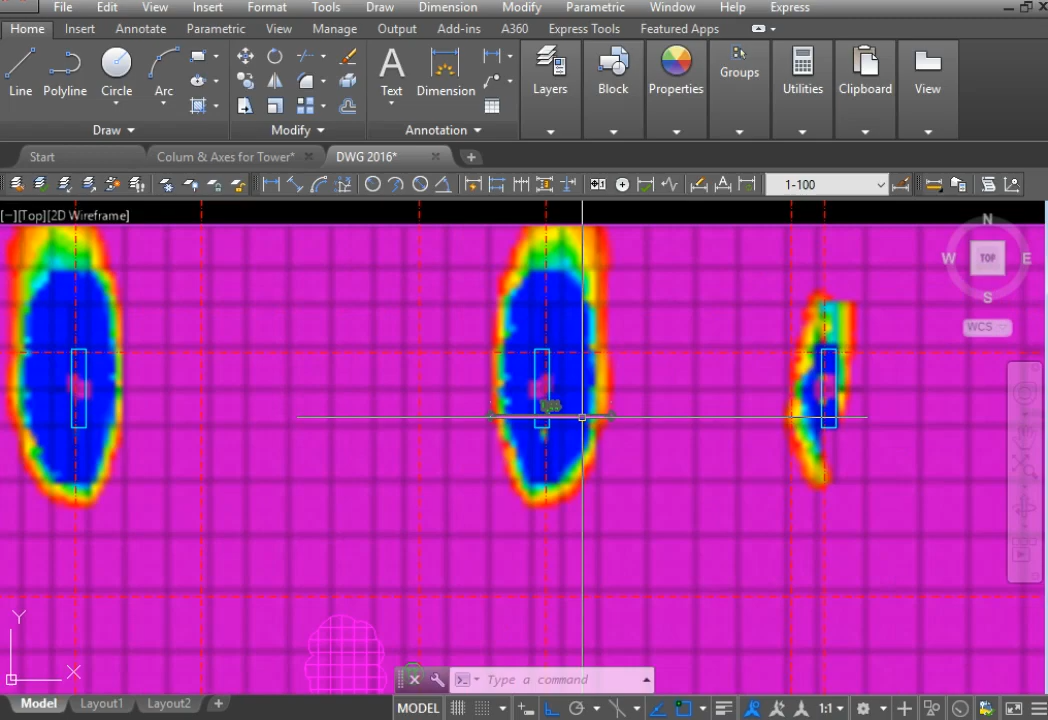 File Edit View Insert Format Tools Draw Dimension Modify Parametric Window Help Express
Home Insert Annotate Parametric View Manage Output Add-ins A360 Express Tools Featured Apps
Line Polyline Circle Arc Text Dimension Layers Block Properties Groups Utilities Clipboard View
Draw Modify Annotation
Start Colum & Axes for Tower* DWG 2016*
1-100
[−][Top][2D Wireframe]
N
W TOP E
S
WCS
Y
X
Type a command
Model Layout1 Layout2 MODEL 1:1